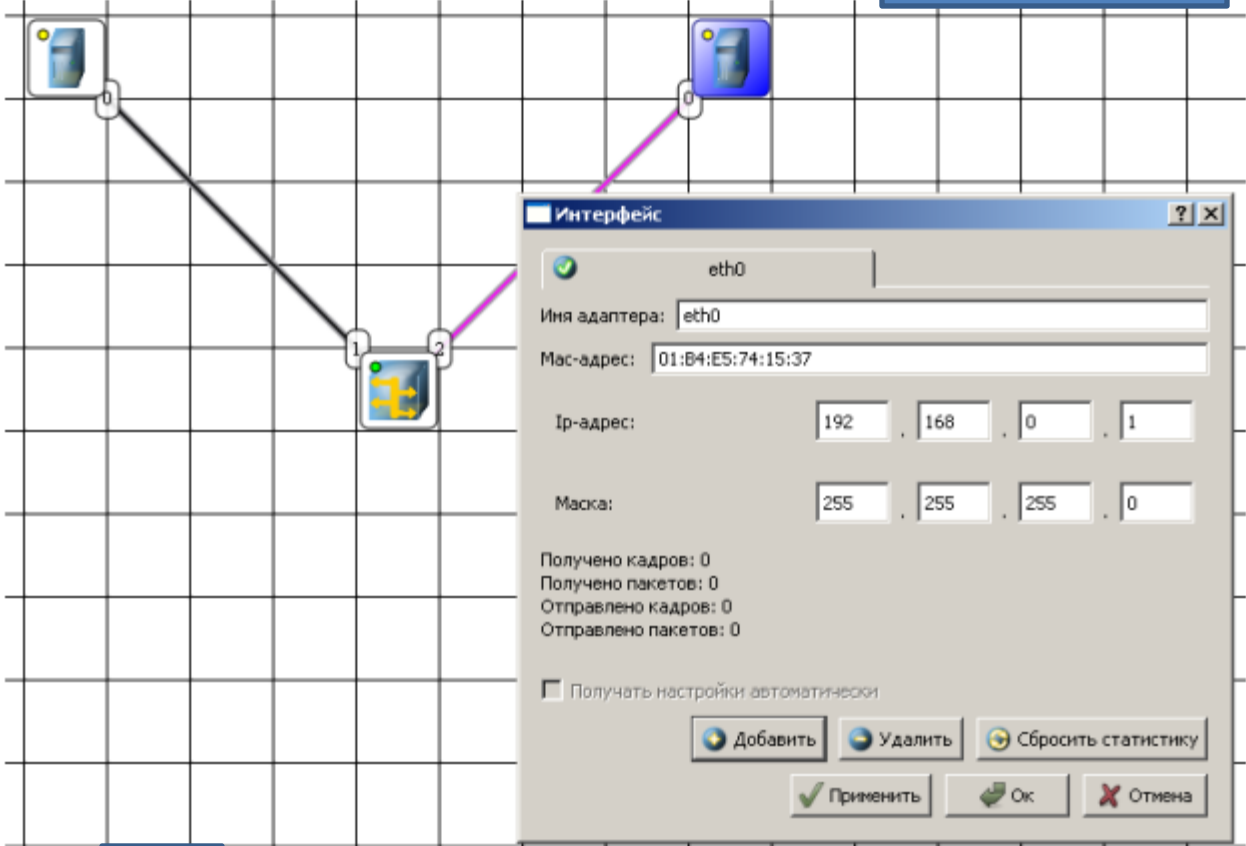 0
0
1
2
Интерфейс
eth0
Имя адаптера: eth0
Mac-адрес: 01:B4:E5:74:15:37
Ip-адрес: 192 . 168 . 0 . 1
Маска: 255 . 255 . 255 . 0
Получено кадров: 0
Получено пакетов: 0
Отправлено кадров: 0
Отправлено пакетов: 0
Получать настройки автоматически
Добавить Удалить Сбросить статистику
Применить Ок Отмена